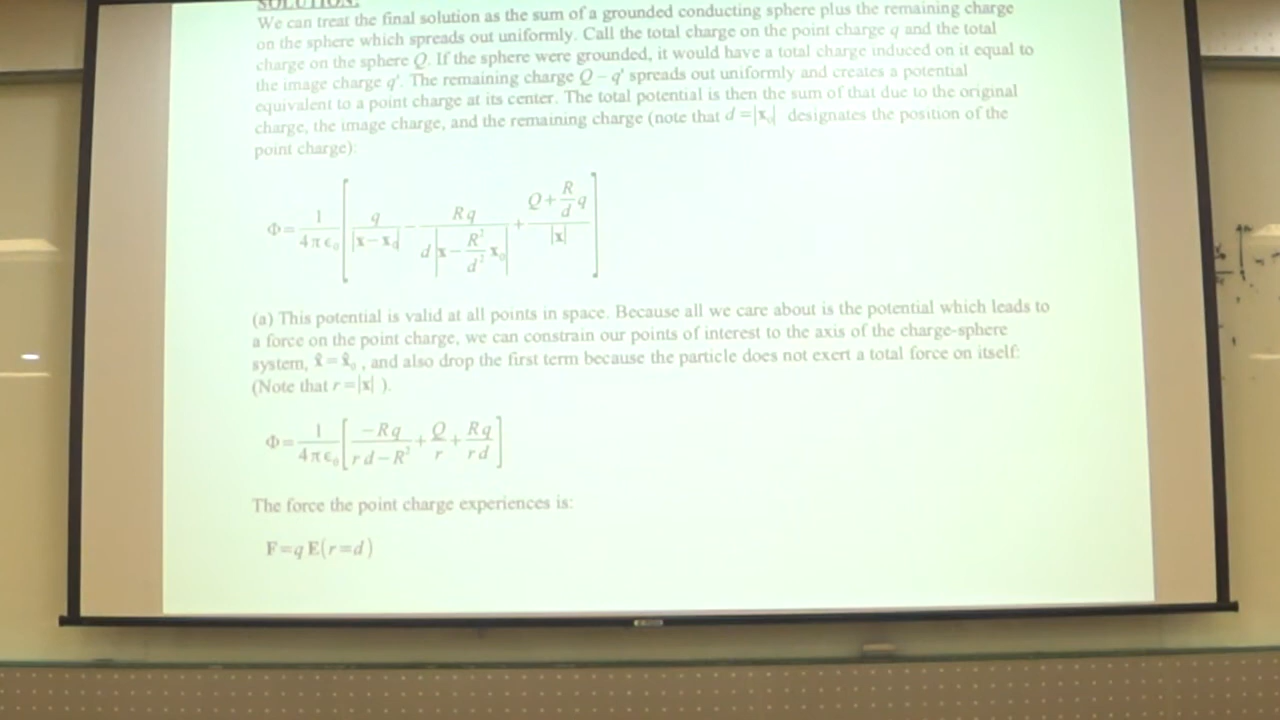 SOLUTION:
We can treat the final solution as the sum of a grounded conducting sphere plus the remaining charge
on the sphere which spreads out uniformly. Call the total charge on the point charge q and the total
charge on the sphere Q. If the sphere were grounded, it would have a total charge induced on it equal to
the image charge q'. The remaining charge Q – q' spreads out uniformly and creates a potential
equivalent to a point charge at its center. The total potential is then the sum of that due to the original
charge, the image charge, and the remaining charge (note that d=|x₀| designates the position of the
point charge):
Φ = 1/(4πϵ₀) [ q/|x−x₀| − Rq/(d|x−(R²/d²)x₀|) + (Q+(R/d)q)/|x| ]
(a) This potential is valid at all points in space. Because all we care about is the potential which leads to
a force on the point charge, we can constrain our points of interest to the axis of the charge-sphere
system, x̂=x̂₀ , and also drop the first term because the particle does not exert a total force on itself:
(Note that r=|x| ).
Φ = 1/(4πϵ₀) [ −Rq/(rd−R²) + Q/r + Rq/(rd) ]
The force the point charge experiences is:
F=qE(r=d)